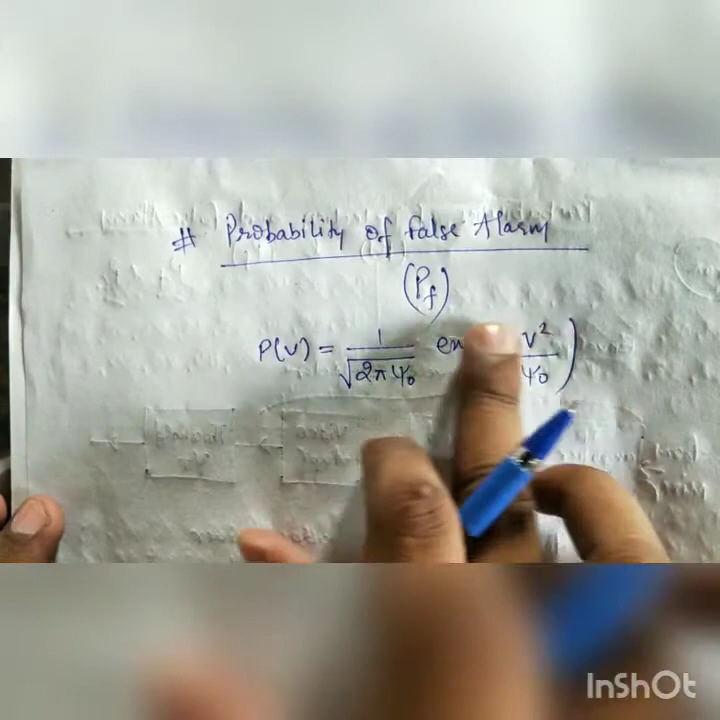 # Probability of False Alarm
(Pf)
P(v) = 1/√2πψ₀ v²/ψ₀ )
InShOt